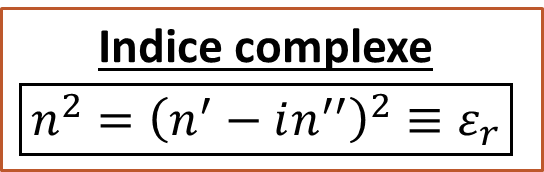 Indice complexe
n² = (n′ − in′′)² ≡ εᵣ